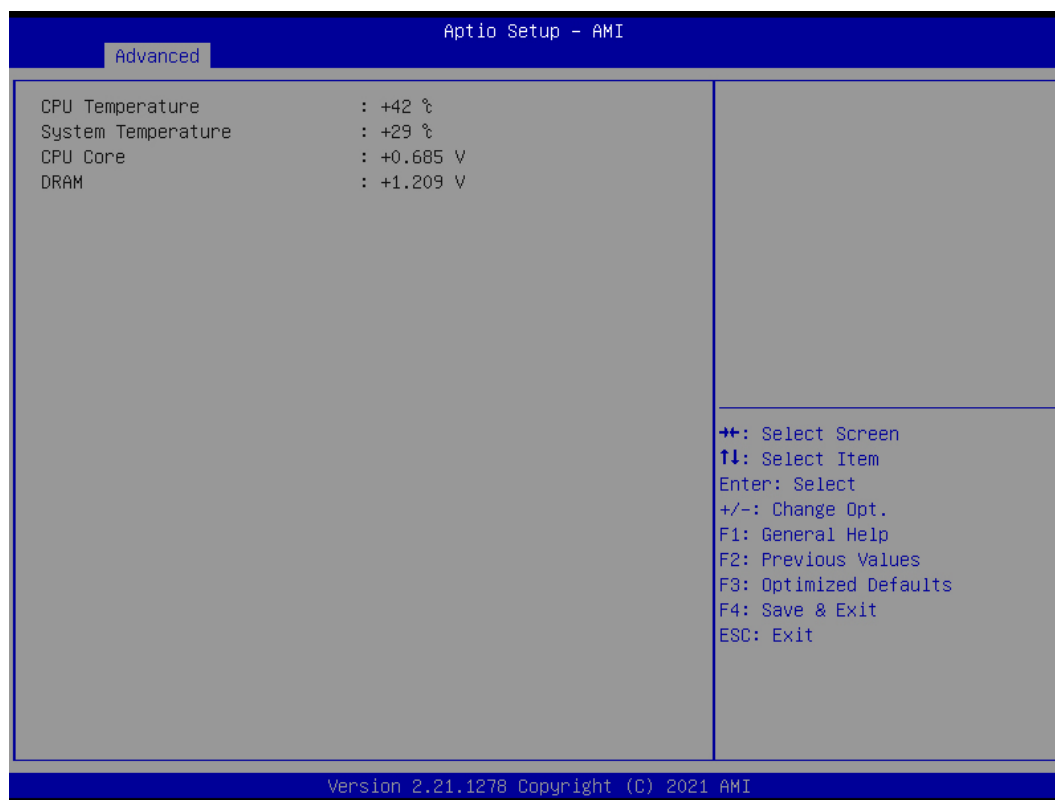 Aptio Setup - AMI
Advanced
CPU Temperature : +42 ℃
System Temperature : +29 ℃
CPU Core : +0.685 V
DRAM : +1.209 V
→←: Select Screen
↑↓: Select Item
Enter: Select
+/-: Change Opt.
F1: General Help
F2: Previous Values
F3: Optimized Defaults
F4: Save & Exit
ESC: Exit
Version 2.21.1278 Copyright (C) 2021 AMI